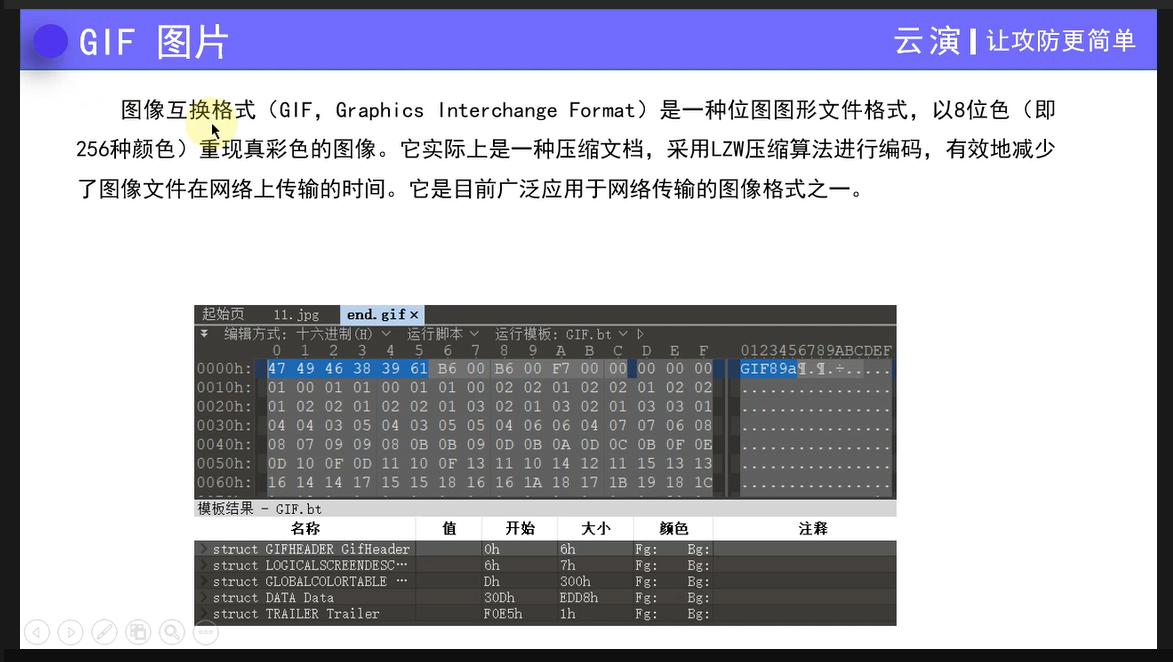 GIF 图片
云演 | 让攻防更简单
图像互换格式（GIF，Graphics Interchange Format）是一种位图图形文件格式，以8位色（即
256种颜色）重现真彩色的图像。它实际上是一种压缩文档，采用LZW压缩算法进行编码，有效地减少
了图像文件在网络上传输的时间。它是目前广泛应用于网络传输的图像格式之一。
起始页 11.jpg end.gif ×
编辑方式: 十六进制(H) 运行脚本 运行模板: GIF.bt
0 1 2 3 4 5 6 7 8 9 A B C D E F 0123456789ABCDEF
0000h: 47 49 46 38 39 61 B6 00 B6 00 F7 00 00 00 00 00 GIF89a¶.¶.÷.....
0010h: 01 00 01 01 00 01 01 00 02 02 01 02 02 01 02 02 ................
0020h: 01 02 02 01 02 02 01 03 02 01 03 02 01 03 03 01 ................
0030h: 04 04 03 05 04 03 05 05 04 06 06 04 07 07 06 08 ................
0040h: 08 07 09 09 08 0B 0B 09 0D 0B 0A 0D 0C 0B 0F 0E ................
0050h: 0D 10 0F 0D 11 10 0F 13 11 10 14 12 11 15 13 13 ................
0060h: 16 14 14 17 15 15 18 16 16 1A 18 17 1B 19 18 1C ................
模板结果 - GIF.bt
名称 值 开始 大小 颜色 注释
struct GIFHEADER GifHeader 0h 6h Fg: Bg:
struct LOGICALSCREENDESC··· 6h 7h Fg: Bg:
struct GLOBALCOLORTABLE ··· Dh 300h Fg: Bg:
struct DATA Data 30Dh EDD8h Fg: Bg:
struct TRAILER Trailer F0E5h 1h Fg: Bg: